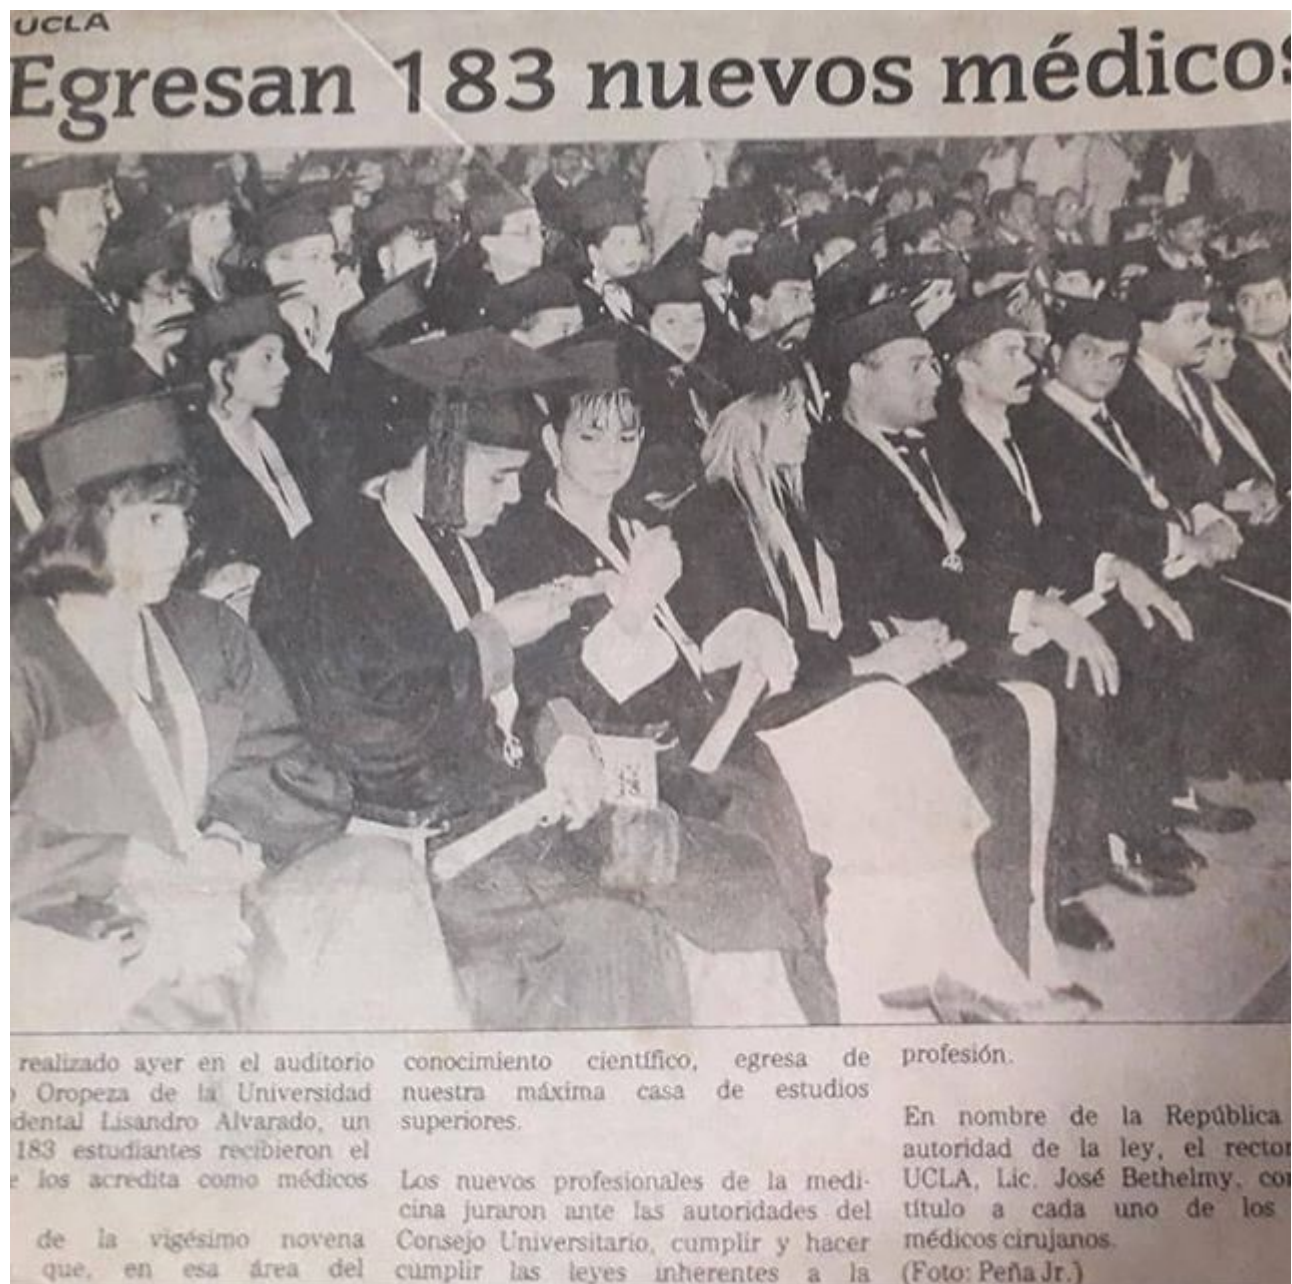 UCLA
Egresan 183 nuevos médicos
realizado ayer en el auditorio
Oropeza de la Universidad
dental Lisandro Alvarado, un
183 estudiantes recibieron el
e los acredita como médicos
de la vigésimo novena
que, en esa área del
conocimiento científico, egresa de
nuestra máxima casa de estudios
superiores.
Los nuevos profesionales de la medi-
cina juraron ante las autoridades del
Consejo Universitario, cumplir y hacer
cumplir las leyes inherentes a la
profesión.
En nombre de la República
autoridad de la ley, el rector
UCLA, Lic. José Bethelmy, con
título a cada uno de los
médicos cirujanos.
(Foto: Peña Jr.)